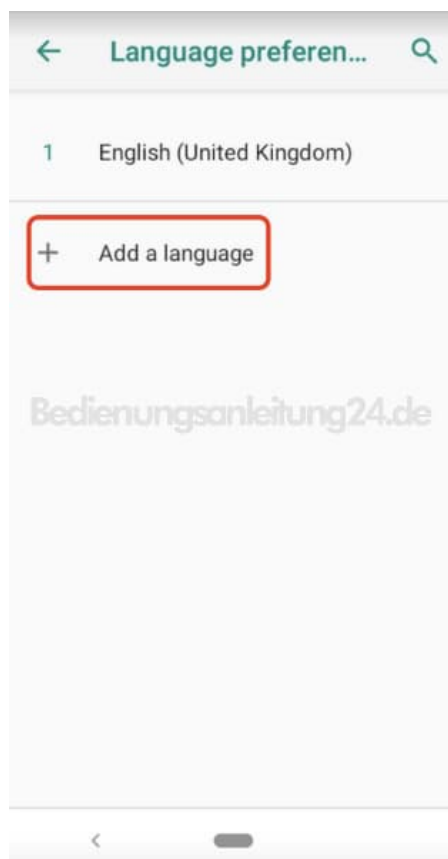 Language preferen...
1 English (United Kingdom)
+ Add a language
Bedienungsanleitung24.de